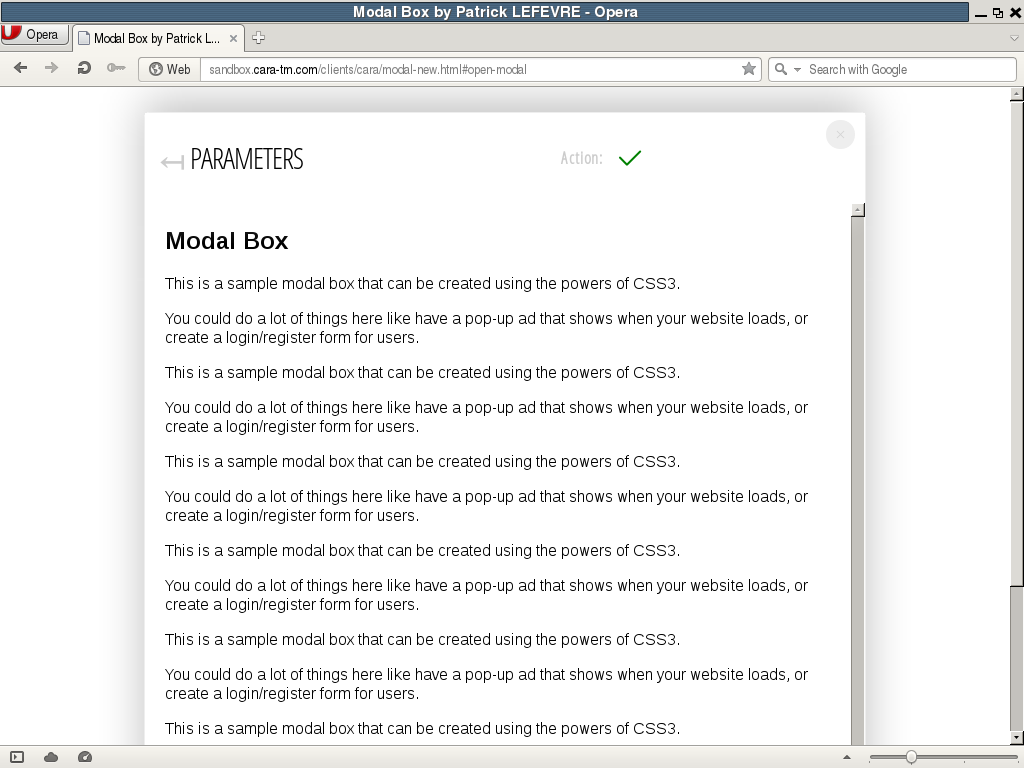 Modal Box by Patrick LEFEVRE - Opera
Opera
Modal Box by Patrick L...
Web
sandbox.cara-tm.com/clients/cara/modal-new.html#open-modal
Search with Google
PARAMETERS
Action:
Modal Box
This is a sample modal box that can be created using the powers of CSS3.
You could do a lot of things here like have a pop-up ad that shows when your website loads, or
create a login/register form for users.
This is a sample modal box that can be created using the powers of CSS3.
You could do a lot of things here like have a pop-up ad that shows when your website loads, or
create a login/register form for users.
This is a sample modal box that can be created using the powers of CSS3.
You could do a lot of things here like have a pop-up ad that shows when your website loads, or
create a login/register form for users.
This is a sample modal box that can be created using the powers of CSS3.
You could do a lot of things here like have a pop-up ad that shows when your website loads, or
create a login/register form for users.
This is a sample modal box that can be created using the powers of CSS3.
You could do a lot of things here like have a pop-up ad that shows when your website loads, or
create a login/register form for users.
This is a sample modal box that can be created using the powers of CSS3.